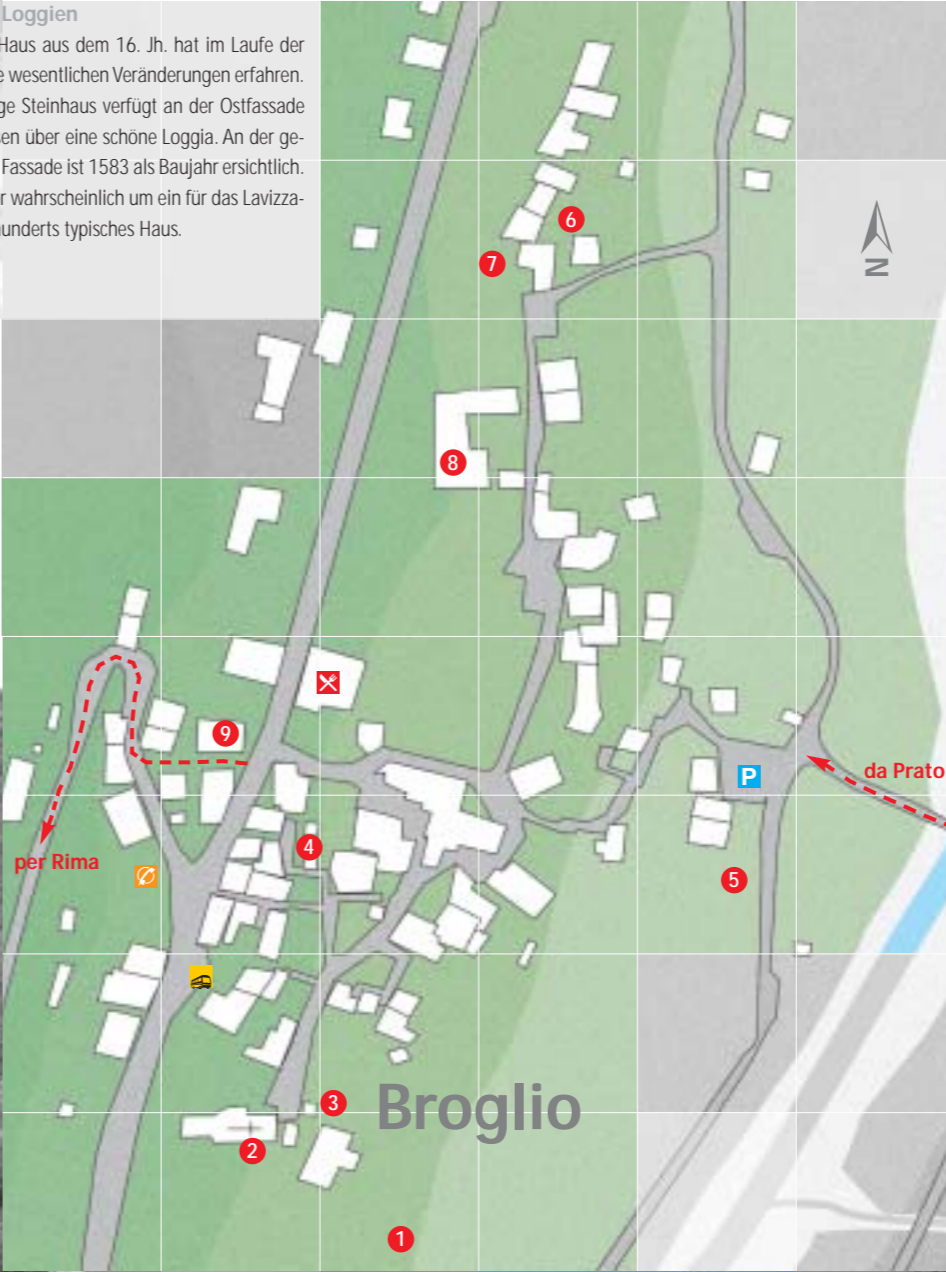 Loggien
Haus aus dem 16. Jh. hat im Laufe der
e wesentlichen Veränderungen erfahren.
ge Steinhaus verfügt an der Ostfassade
sen über eine schöne Loggia. An der ge-
Fassade ist 1583 als Baujahr ersichtlich.
r wahrscheinlich um ein für das Lavizza-
hunderts typisches Haus.
6
7
N
8
9
P
da Prato
4
per Rima
5
3
Broglio
2
1